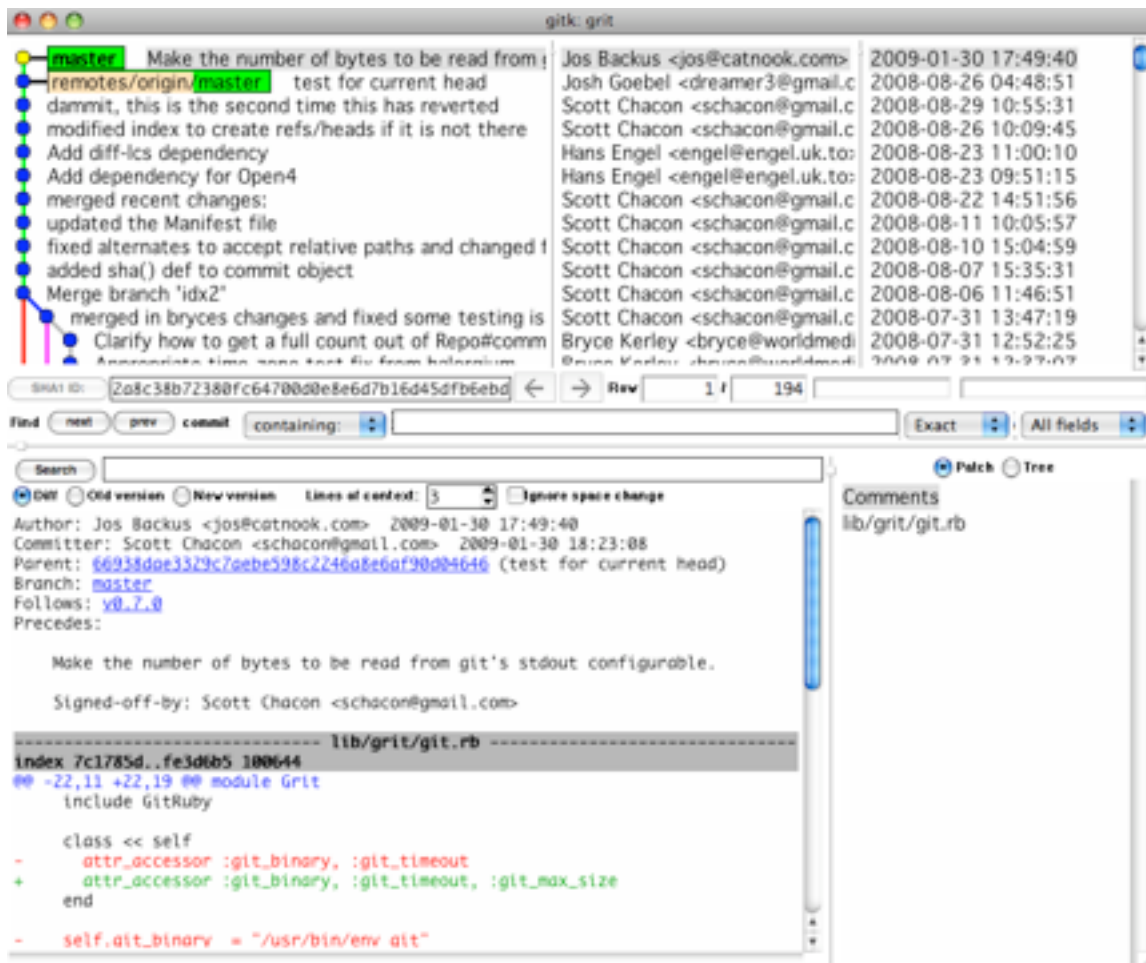 gitk: grit
master Make the number of bytes to be read from g Jos Backus <jos@catnook.com> 2009-01-30 17:49:40
remotes/origin/master test for current head Josh Goebel <dreamer3@gmail.c 2008-08-26 04:48:51
dammit, this is the second time this has reverted Scott Chacon <schacon@gmail.c 2008-08-29 10:55:31
modified index to create refs/heads if it is not there Scott Chacon <schacon@gmail.c 2008-08-26 10:09:45
Add diff-lcs dependency Hans Engel <engel@engel.uk.to> 2008-08-23 11:00:10
Add dependency for Open4 Hans Engel <engel@engel.uk.to> 2008-08-23 09:51:15
merged recent changes: Scott Chacon <schacon@gmail.c 2008-08-22 14:51:56
updated the Manifest file Scott Chacon <schacon@gmail.c 2008-08-11 10:05:57
fixed alternates to accept relative paths and changed f Scott Chacon <schacon@gmail.c 2008-08-10 15:04:59
added sha() def to commit object Scott Chacon <schacon@gmail.c 2008-08-07 15:35:31
Merge branch 'idx2' Scott Chacon <schacon@gmail.c 2008-08-06 11:46:51
merged in bryces changes and fixed some testing is Scott Chacon <schacon@gmail.c 2008-07-31 13:47:19
Clarify how to get a full count out of Repo#comm Bryce Kerley <bryce@worldmedi 2008-07-31 12:52:25
Appropriate time-zone test fix from halorgium Bryce Kerley <bryce@worldmedi 2008-07-31 12:27:07
SHA1 ID: Row 1 / 194
Find next prev commit containing: Exact All fields
Search Patch Tree
Diff Old version New version Lines of context: 3 Ignore space change
Comments
lib/grit/git.rb
Author: Jos Backus <jos@catnook.com> 2009-01-30 17:49:40
Committer: Scott Chacon <schacon@gmail.com> 2009-01-30 18:23:08
Parent: 66938dae3329c7aebe598c2246a8e6af90d04646 (test for current head)
Branch: master
Follows: v0.7.0
Precedes:
Make the number of bytes to be read from git's stdout configurable.
Signed-off-by: Scott Chacon <schacon@gmail.com>
------------------------------- lib/grit/git.rb -------------------------------
index 7c1785d..fe3d6b5 100644
@@ -22,11 +22,19 @@ module Grit
include GitRuby
class << self
- attr_accessor :git_binary, :git_timeout
+ attr_accessor :git_binary, :git_timeout, :git_max_size
end
- self.git_binary = "/usr/bin/env git"